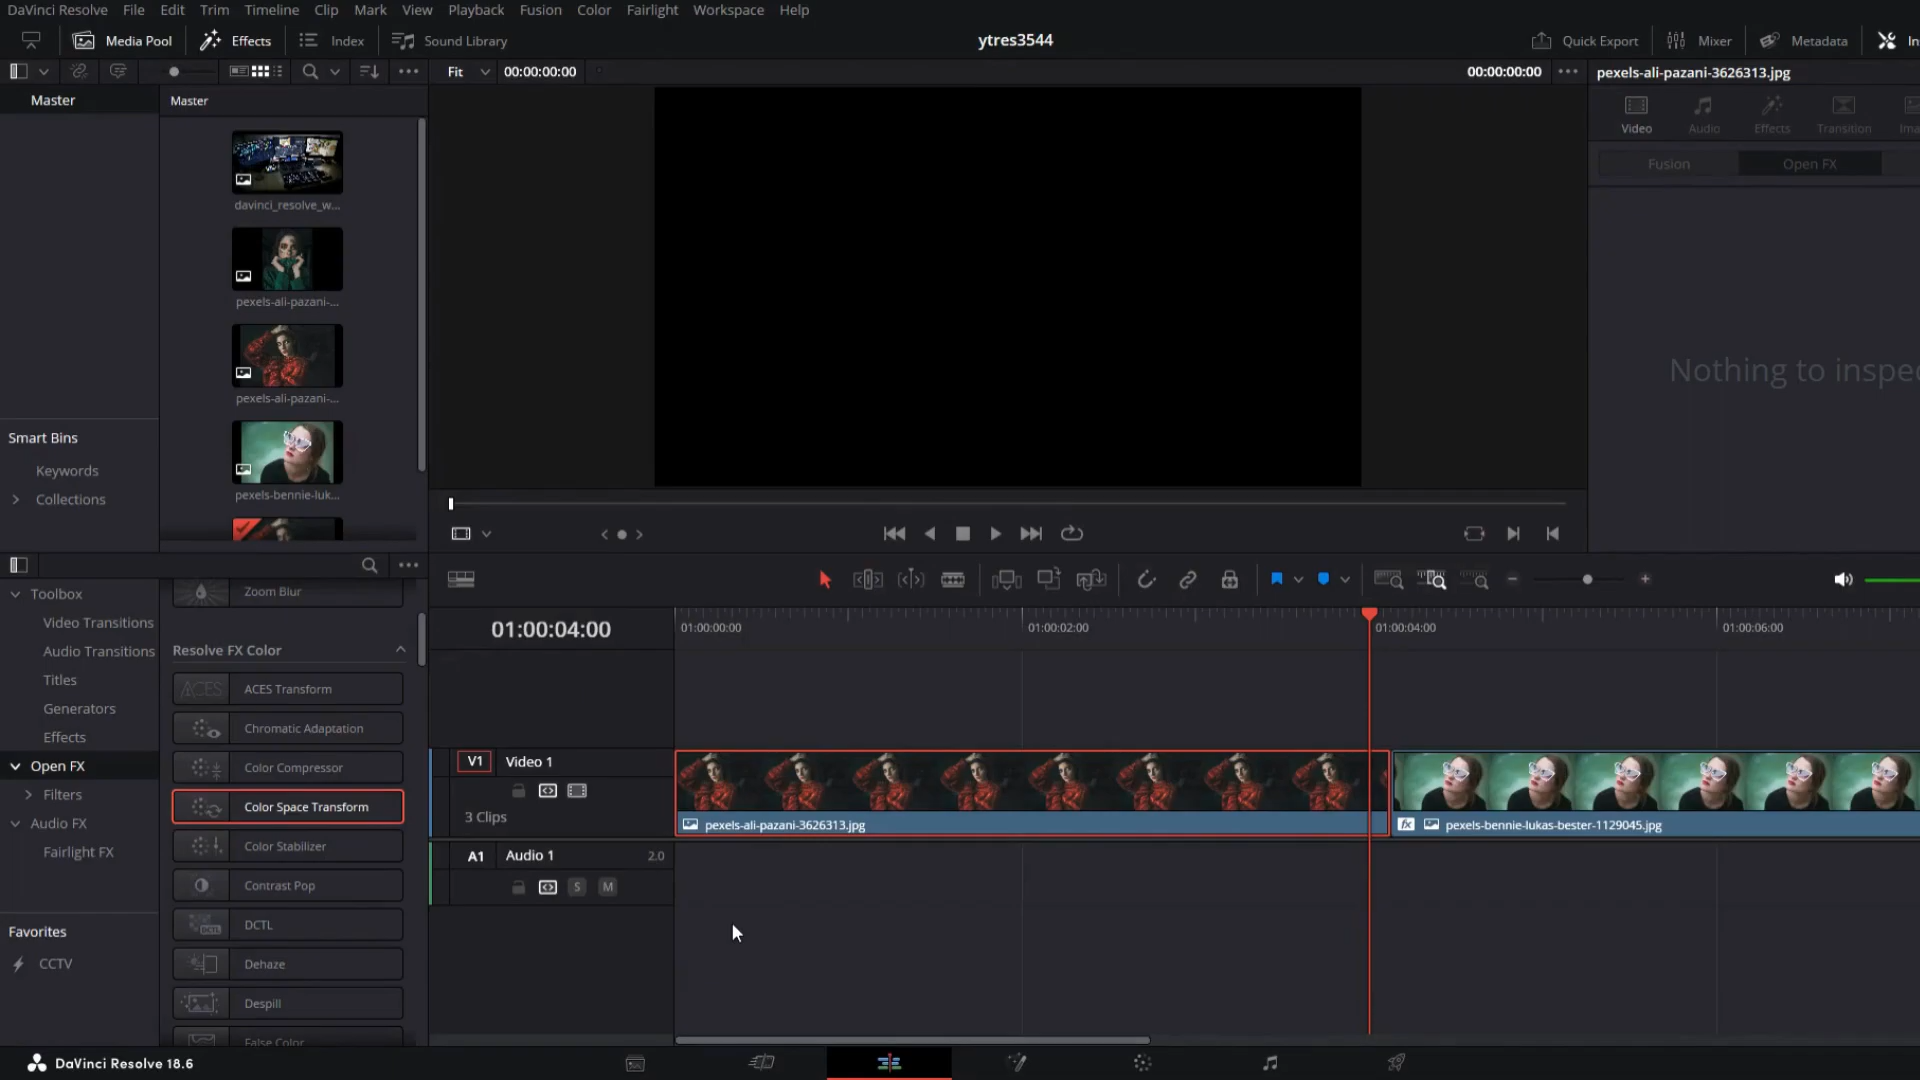 DaVinci Resolve File Edit Trim Timeline Clip Mark View Playback Fusion Color Fairlight Workspace Help
Media Pool Effects Index Sound Library ytres3544 Quick Export Mixer Metadata In
Fit 00:00:00:00 00:00:00:00 pexels-ali-pazani-3626313.jpg
Master Master
Video Audio Effects Transition Ima
Fusion Open FX
davinci_resolve_w...
pexels-ali-pazani-...
Nothing to inspec
pexels-ali-pazani-...
Smart Bins
Keywords
pexels-bennie-luk...
Collections
Toolbox
Zoom Blur
Video Transitions
Audio Transitions
Titles
Generators
Effects
Open FX
Filters
Audio FX
Fairlight FX
Favorites
CCTV
Resolve FX Color
ACES Transform
ACES
Chromatic Adaptation
Color Compressor
Color Space Transform
Color Stabilizer
Contrast Pop
DCTL
DCTL
Dehaze
Despill
False Color
01:00:04:00 01:00:00:00 01:00:02:00 01:00:04:00 01:00:06:00
V1 Video 1
3 Clips
pexels-ali-pazani-3626313.jpg fx pexels-bennie-lukas-bester-1129045.jpg
A1 Audio 1 2.0
S M
DaVinci Resolve 18.6